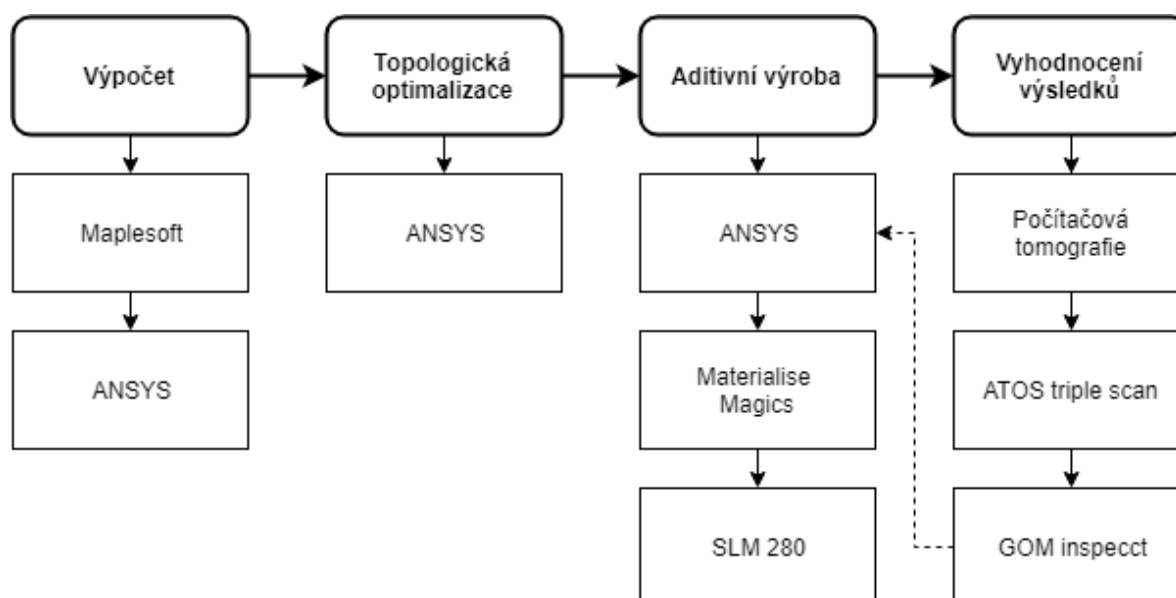 Výpočet
Topologická
optimalizace
Aditivní výroba
Vyhodnocení
výsledků
Maplesoft
ANSYS
ANSYS
ANSYS
Materialise
Magics
SLM 280
Počítačová
tomografie
ATOS triple scan
GOM inspecct